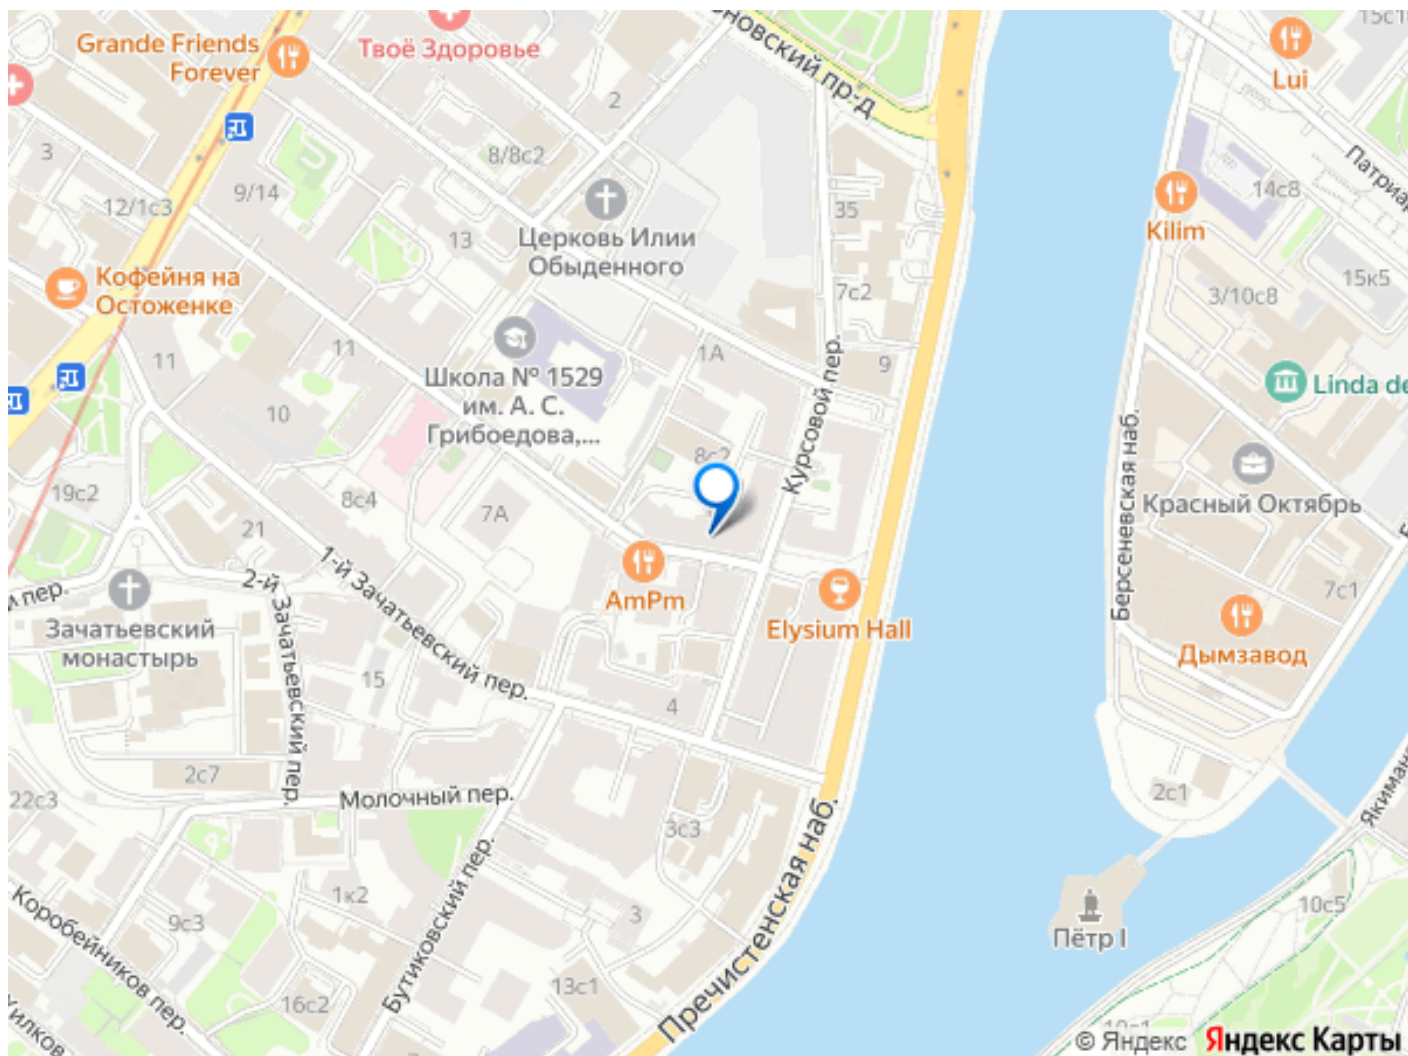 Grande Friends
Forever
Твоё Здоровье
новский пр-д
Lui
15с1
2
3
8/8с2
9/14
12/1с3
13
Церковь Илии
Обыденного
35
Kilim
14с8
Патриар
Кофейня на
Остоженке
7с2
3/10с8
15к5
11
11
Школа № 1529
им. А. С.
Грибоедова,...
1А
9
Курсовой пер.
Linda de
10
8с2
Берсеневская наб.
Красный Октябрь
19с2
8с4
7А
21
1-й Зачатьевский пер.
2-й Зачатьевский пер.
й пер.
Зачатьевский
монастырь
AmPm
Elysium Hall
7с1
Дымзавод
15
4
2с7
22с3
Молочный пер.
2с1
Якиман
3с3
Пречистенская наб.
1к2
Бутиковский пер.
9с3
3
Коробейников пер.
10с5
Пётр I
16с2
13с1
Хилков
10с1
© Яндекс Яндекс Карты